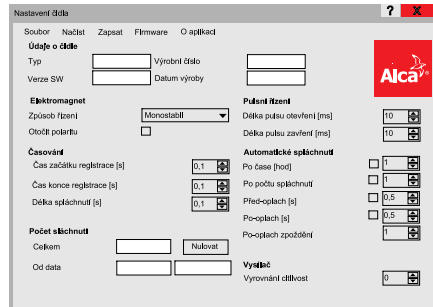 Nastavení čidla ? X
Soubor Načíst Zapsat Firmware O aplikaci
Údaje o čidle
Typ Výrobní číslo
Verze SW Datum výroby
Alca
Elektromagnet
Způsob řízení Monostabil
Otočit polaritu
Pulsní řízení
Délka pulsu otevření [ms] 10
Délka pulsu zavření [ms] 10
Časování
Čas začátku registrace [s] 0,1
Čas konce registrace [s] 0,1
Délka spláchnutí [s] 0,1
Automatické spláchnutí
Po čase [hod] 1
Po počtu spláchnutí 1
Před-oplach [s] 0,5
Po-oplach [s] 0,5
Po-oplach zpoždění 1
Počet sláchnutí
Celkem Nulovat
Od data
Vysílač
Vyrovnání citlivost 0